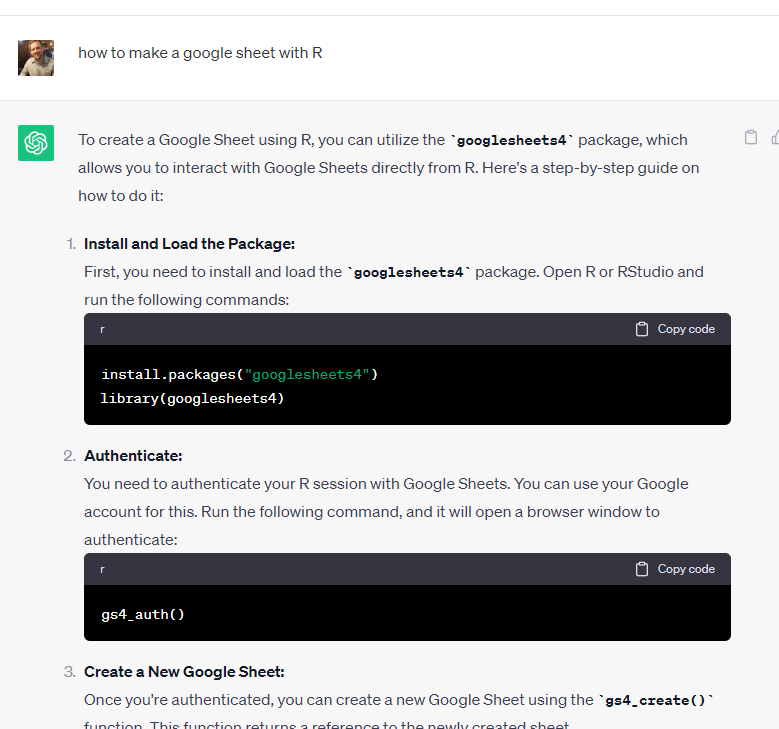 how to make a google sheet with R
To create a Google Sheet using R, you can utilize the `googlesheets4` package, which
allows you to interact with Google Sheets directly from R. Here's a step-by-step guide on
how to do it:
1. Install and Load the Package:
First, you need to install and load the `googlesheets4` package. Open R or RStudio and
run the following commands:
r Copy code
install.packages("googlesheets4")
library(googlesheets4)
2. Authenticate:
You need to authenticate your R session with Google Sheets. You can use your Google
account for this. Run the following command, and it will open a browser window to
authenticate:
r Copy code
gs4_auth()
3. Create a New Google Sheet:
Once you're authenticated, you can create a new Google Sheet using the `gs4_create()`
function. This function returns a reference to the newly created sheet.